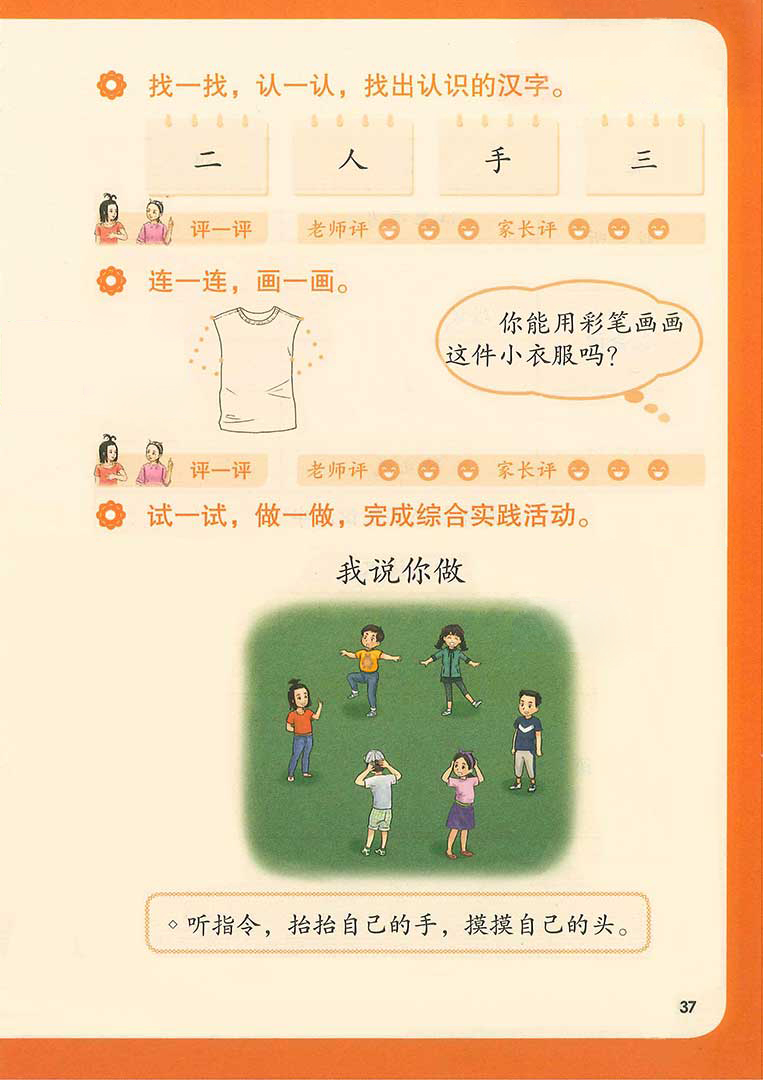 找一找，认一认，找出认识的汉字。
二 人 手 三
评一评 老师评 家长评
连一连，画一画。
你能用彩笔画画
这件小衣服吗？
评一评 老师评 家长评
试一试，做一做，完成综合实践活动。
我说你做
◇ 听指令，抬抬自己的手，摸摸自己的头。
37